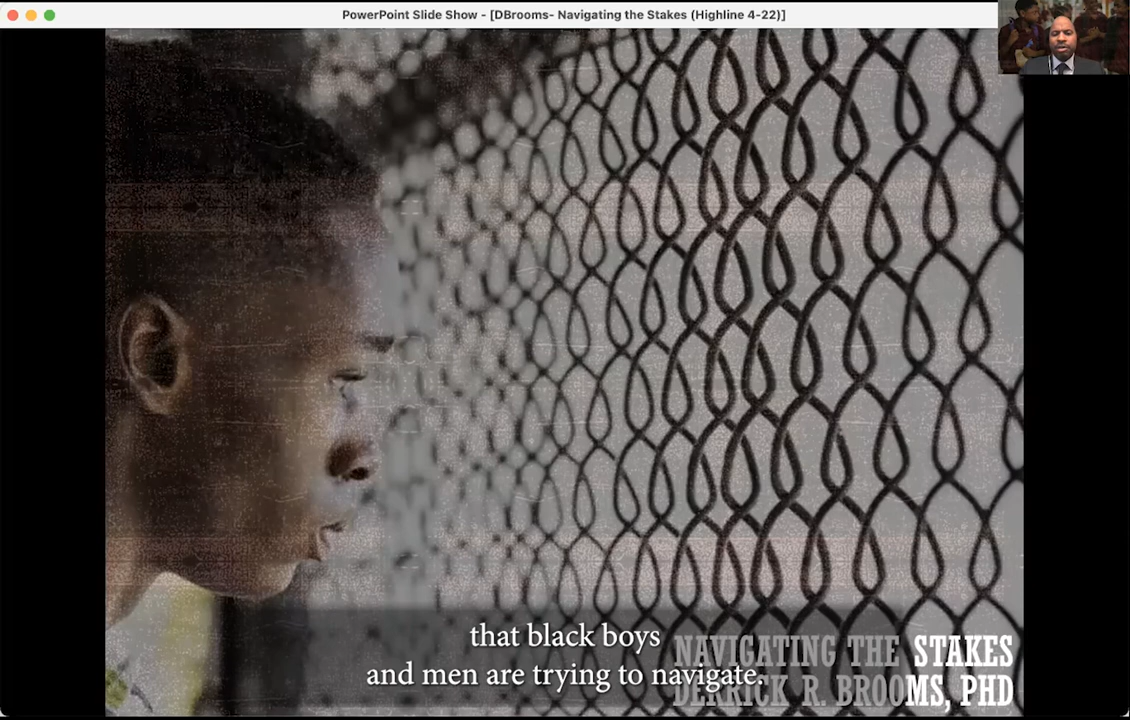 PowerPoint Slide Show - [DBrooms- Navigating the Stakes (Highline 4-22)]
that black boys
and men are trying to navigate.
NAVIGATING THE STAKES
DERRICK R. BROOMS, PHD